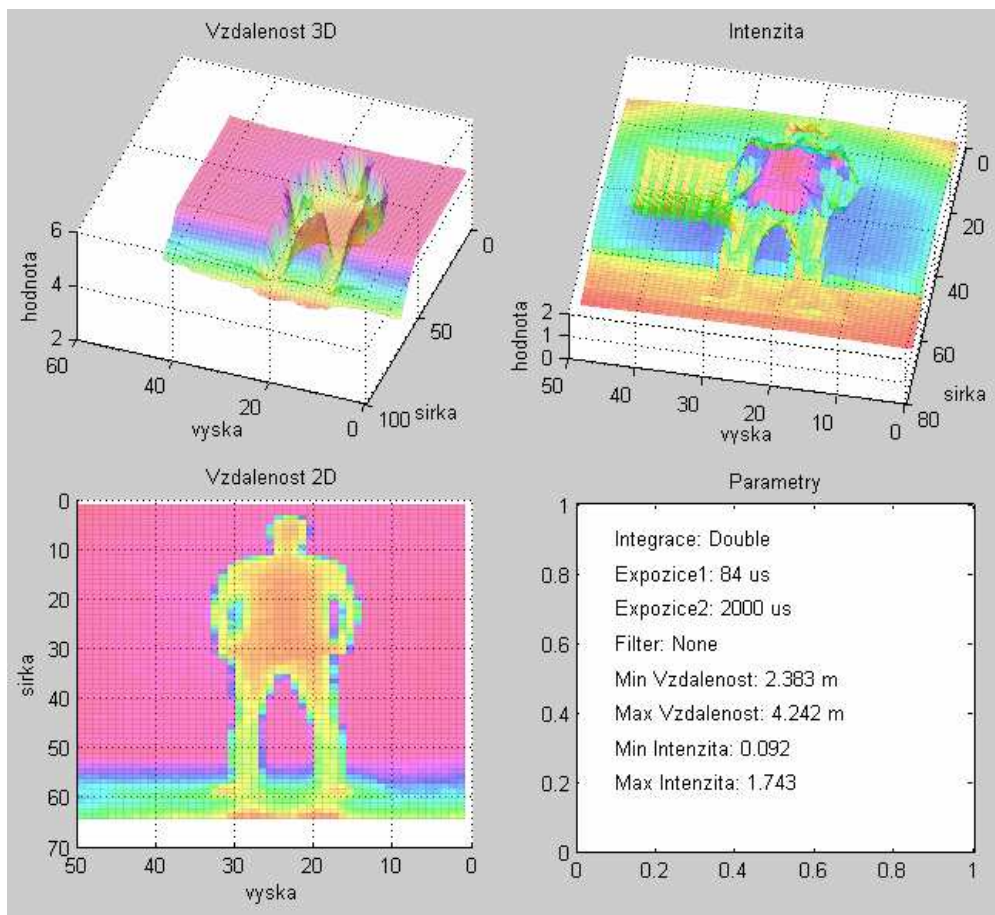 Vzdalenost 3D
6
4
2
hodnota
60
40
20
0
vyska
100
50
0
sirka
Intenzita
2
1
0
hodnota
50
40
30
20
10
0
vyska
80
60
40
20
0
sirka
Vzdalenost 2D
0
10
20
30
40
50
60
70
sirka
50
40
30
20
10
0
vyska
Parametry
1
0.8
0.6
0.4
0.2
0
Integrace: Double
Expozice1: 84 us
Expozice2: 2000 us
Filter: None
Min Vzdalenost: 2.383 m
Max Vzdalenost: 4.242 m
Min Intenzita: 0.092
Max Intenzita: 1.743
0
0.2
0.4
0.6
0.8
1